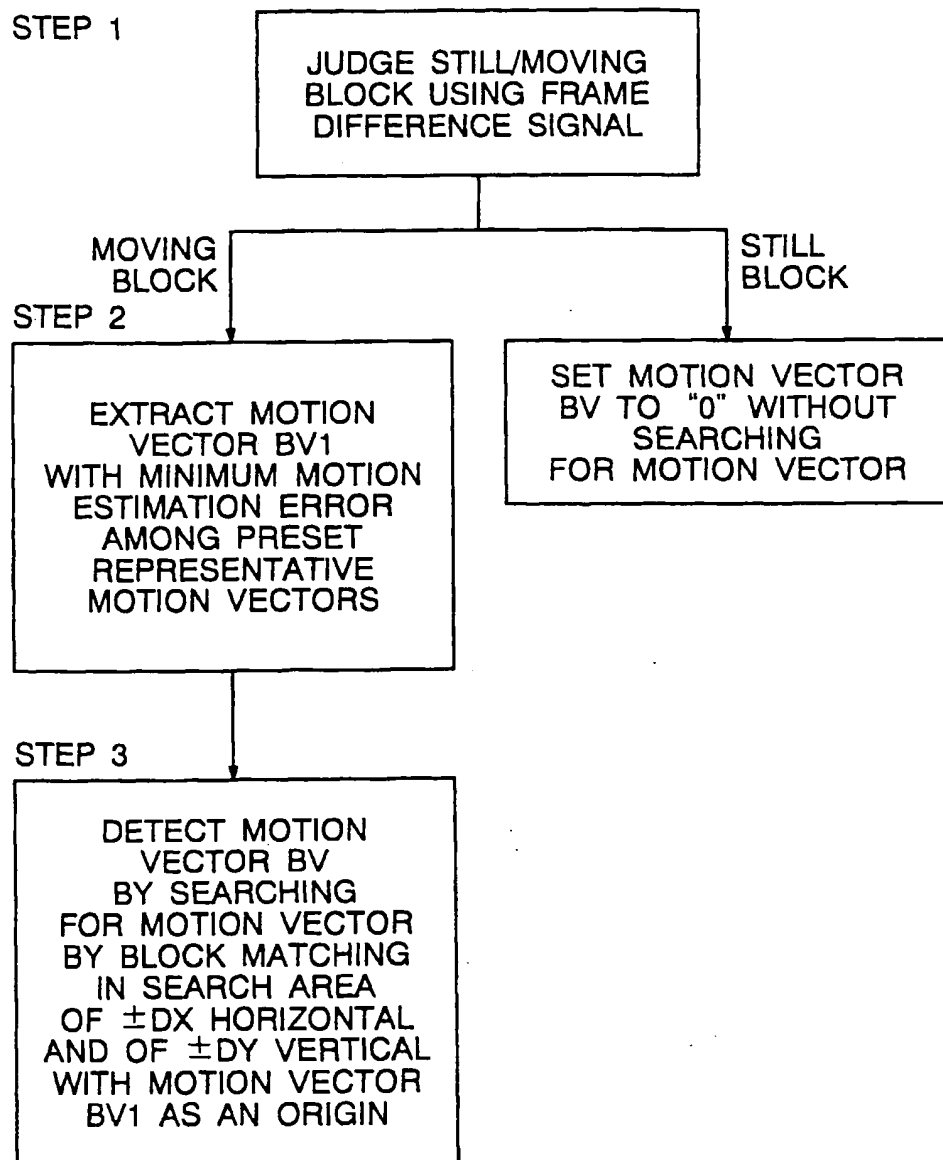 STEP 1
JUDGE STILL/MOVING
BLOCK USING FRAME
DIFFERENCE SIGNAL
MOVING
BLOCK
STILL
BLOCK
STEP 2
EXTRACT MOTION
VECTOR BV1
WITH MINIMUM MOTION
ESTIMATION ERROR
AMONG PRESET
REPRESENTATIVE
MOTION VECTORS
SET MOTION VECTOR
BV TO "0" WITHOUT
SEARCHING
FOR MOTION VECTOR
STEP 3
DETECT MOTION
VECTOR BV
BY SEARCHING
FOR MOTION VECTOR
BY BLOCK MATCHING
IN SEARCH AREA
OF ±DX HORIZONTAL
AND OF ±DY VERTICAL
WITH MOTION VECTOR
BV1 AS AN ORIGIN